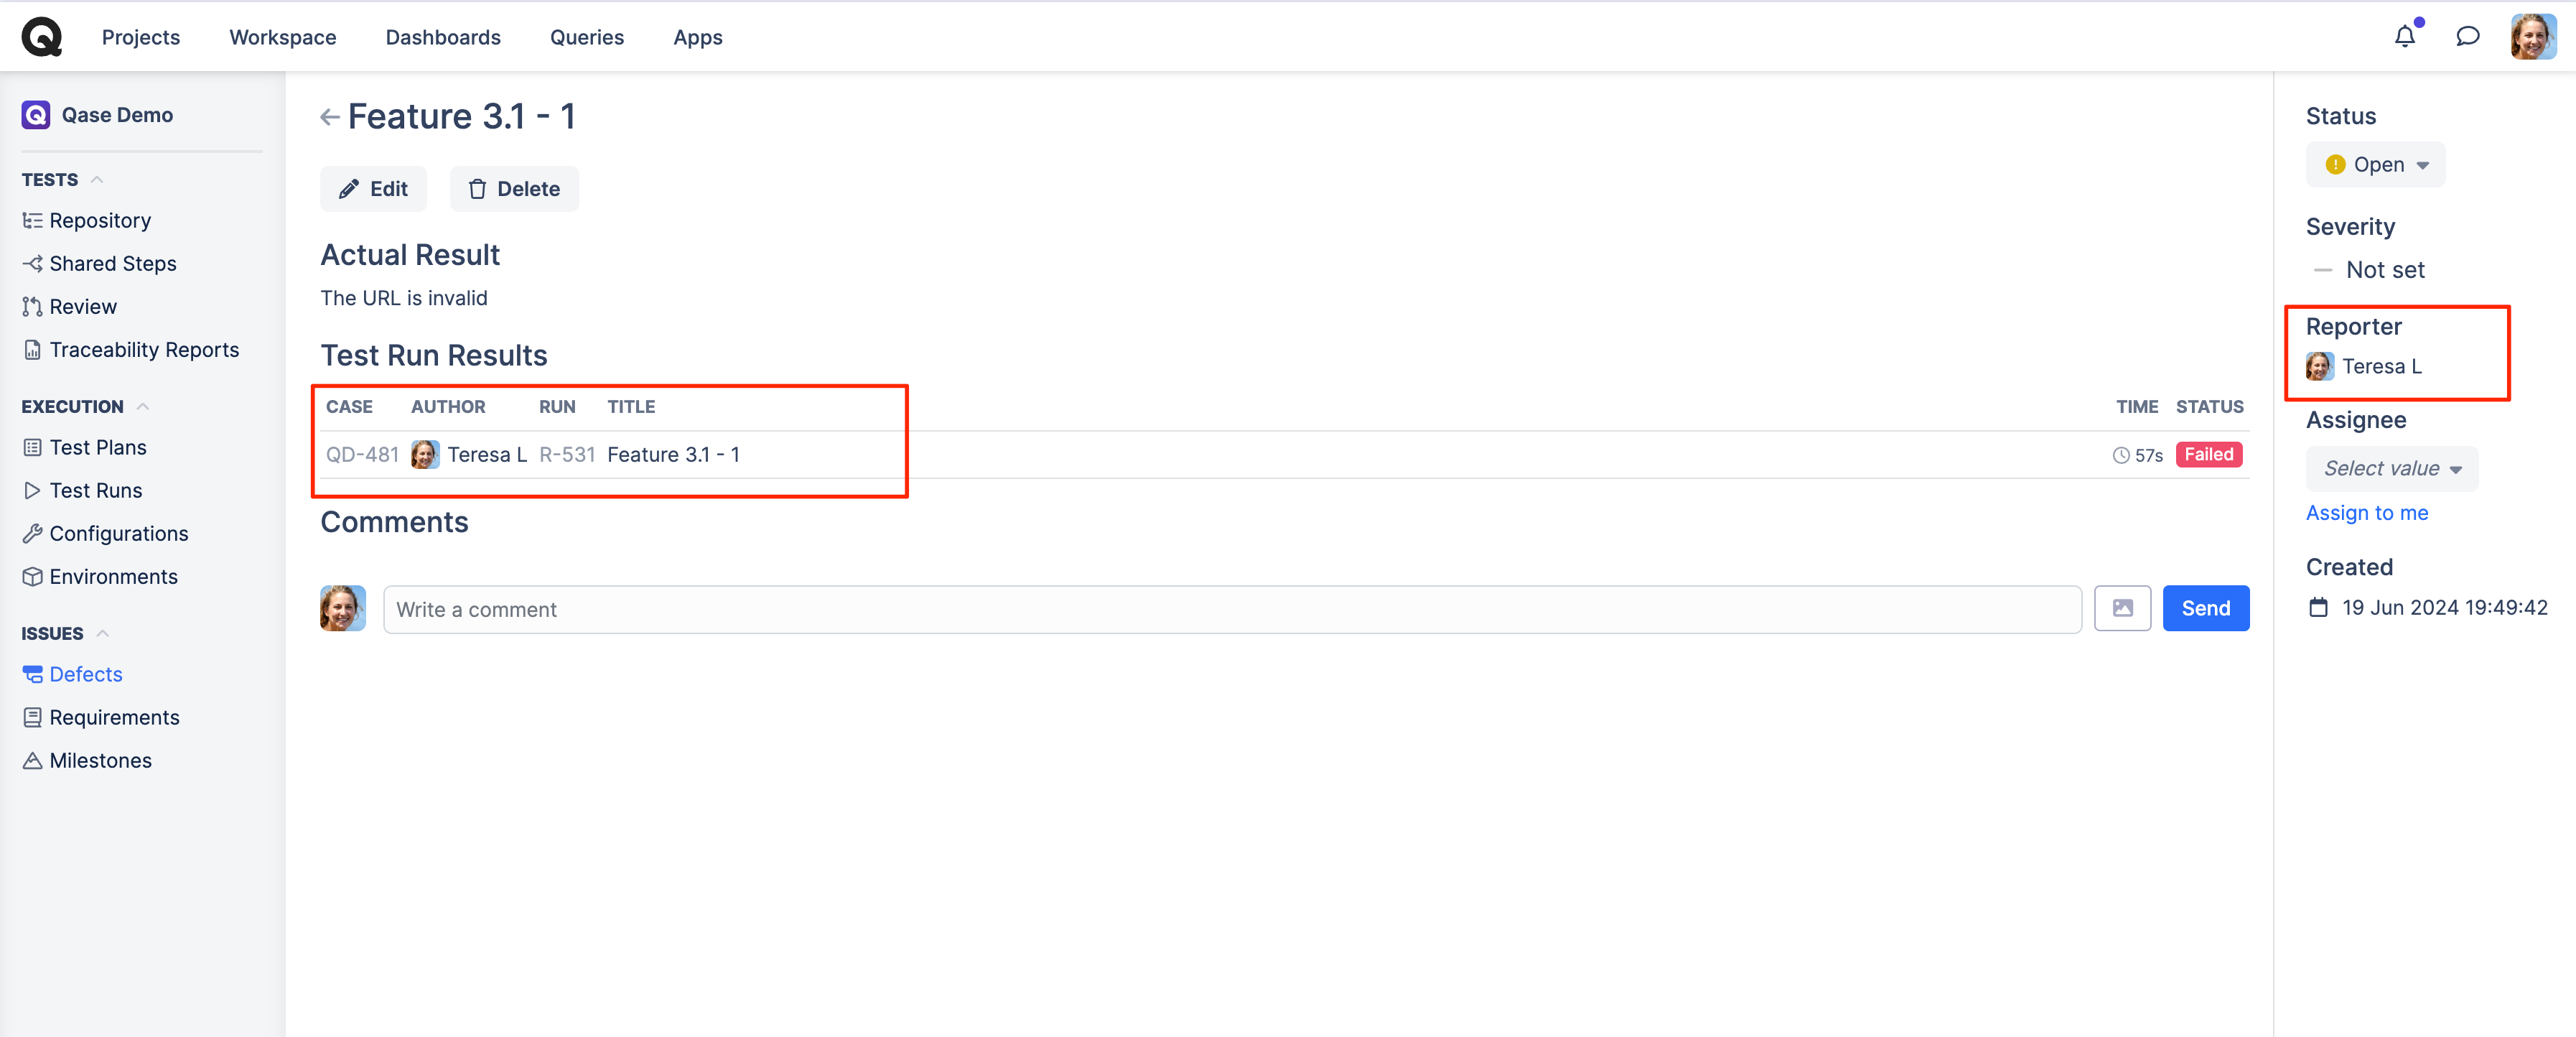 Projects Workspace Dashboards Queries Apps
Qase Demo
TESTS
Repository
Shared Steps
Review
Traceability Reports
EXECUTION
Test Plans
Test Runs
Configurations
Environments
ISSUES
Defects
Requirements
Milestones
Feature 3.1 - 1
Edit Delete
Actual Result
The URL is invalid
Test Run Results
CASE AUTHOR RUN TITLE TIME STATUS
QD-481 Teresa L R-531 Feature 3.1 - 1 57s Failed
Comments
Write a comment Send
Status
Open
Severity
Not set
Reporter
Teresa L
Assignee
Select value
Assign to me
Created
19 Jun 2024 19:49:42